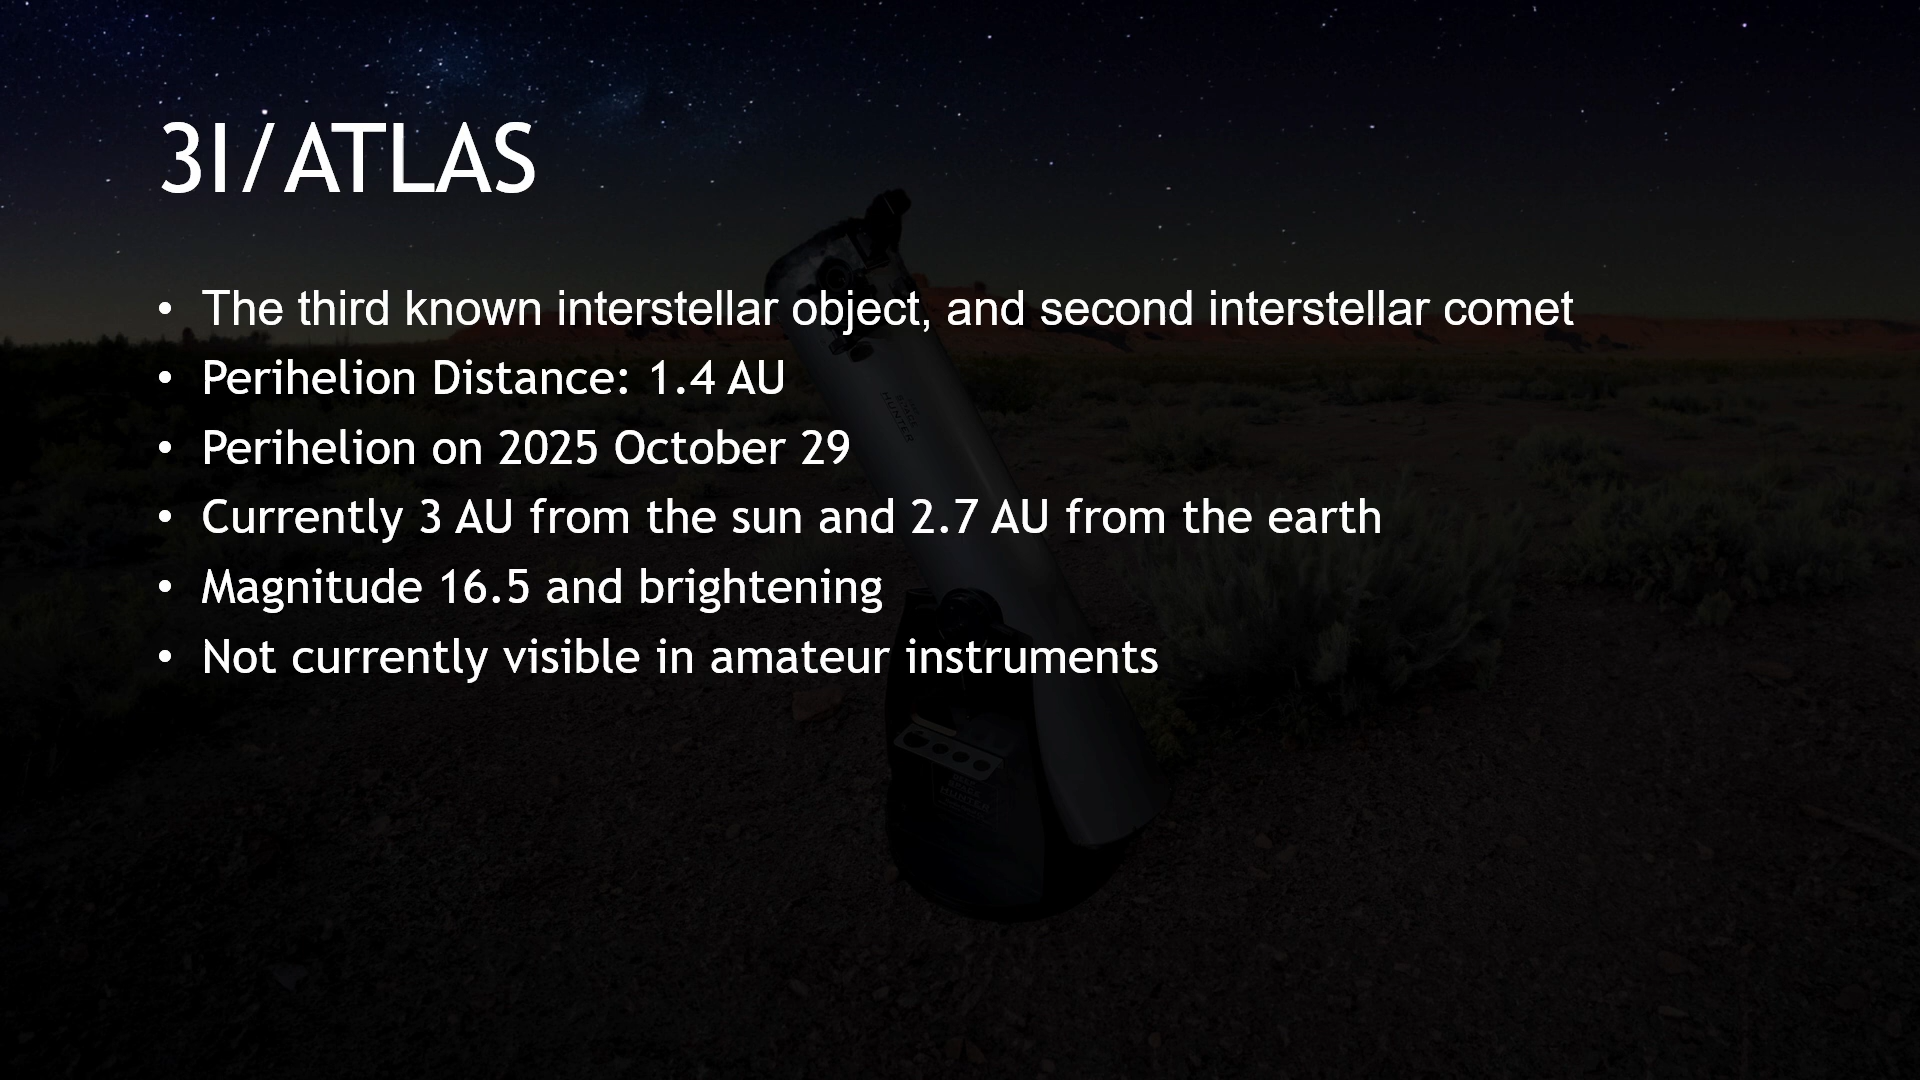 3I/ATLAS
• The third known interstellar object, and second interstellar comet
• Perihelion Distance: 1.4 AU
• Perihelion on 2025 October 29
• Currently 3 AU from the sun and 2.7 AU from the earth
• Magnitude 16.5 and brightening
• Not currently visible in amateur instruments
HUNTER
HUNTER